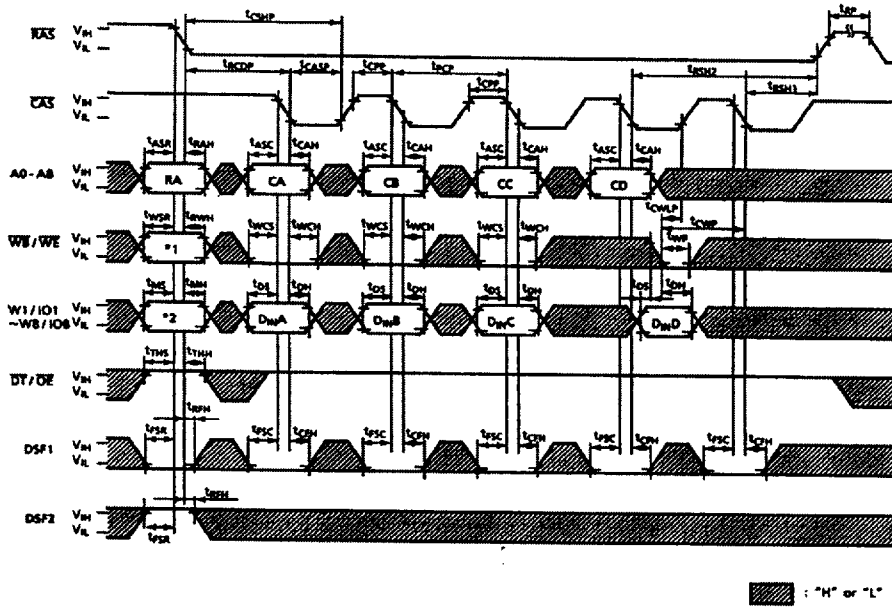 tCSHP tRP
RAS VIH
VIL
tRCDP tCASP tCPP tPCP tCPP tRSH2 tRSH1
CAS VIH
VIL
tASR tRAH tASC tCAH tASC tCAH tASC tCAH tASC tCAH
A0 - A8 VIH RA CA CB CC CD
VIL
tCWLP
tWSR tRWH tWCS tWCH tWCS tWCH tWCS tWCH tCWP tWP
WB / WE VIH *1
VIL
tMS tMH tDS tDH tDS tDH tDS tDH tDS tDH
W1 / IO1 VIH *2 DINA DINB DINC DIND
~W8 / IO8 VIL
tTHS tTHH
DT / OE VIH
VIL
tRFH
tFSR tFSC tCFH tFSC tCFH tFSC tCFH tFSC tCFH tFSC tCFH
DSF1 VIH
VIL
tRFH
DSF2 VIH
VIL
tFSR
: "H" or "L"